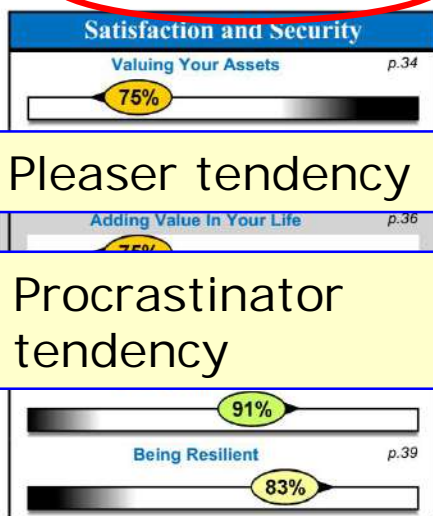 Satisfaction and Security
Valuing Your Assets p.34
75%
Pleaser tendency
Adding Value In Your Life p.36
75%
Procrastinator
tendency
91%
Being Resilient p.39
83%